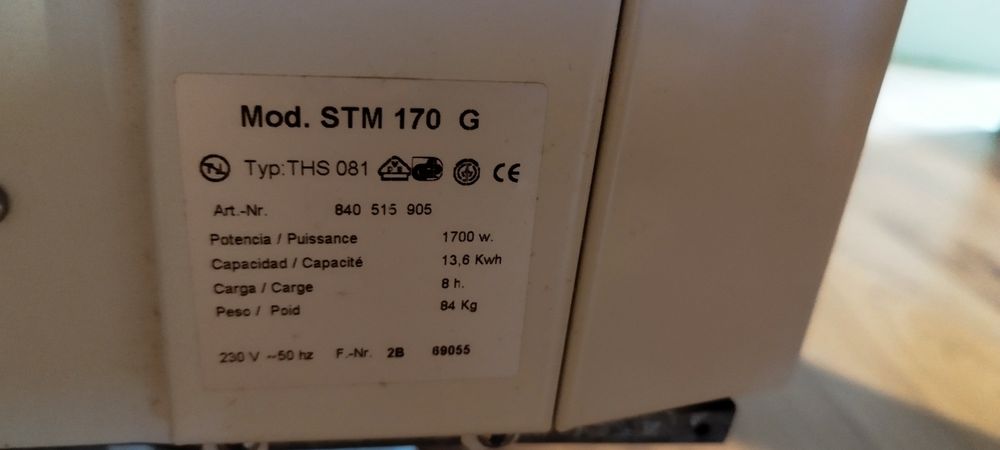 Mod. STM 170 G
Typ:THS 081 CE
Art.-Nr. 840 515 905
Potencia / Puissance 1700 w.
Capacidad / Capacité 13,6 Kwh
Carga / Carge 8 h.
Peso / Poid 84 Kg
230 V ~50 hz F.-Nr. 2B 69055